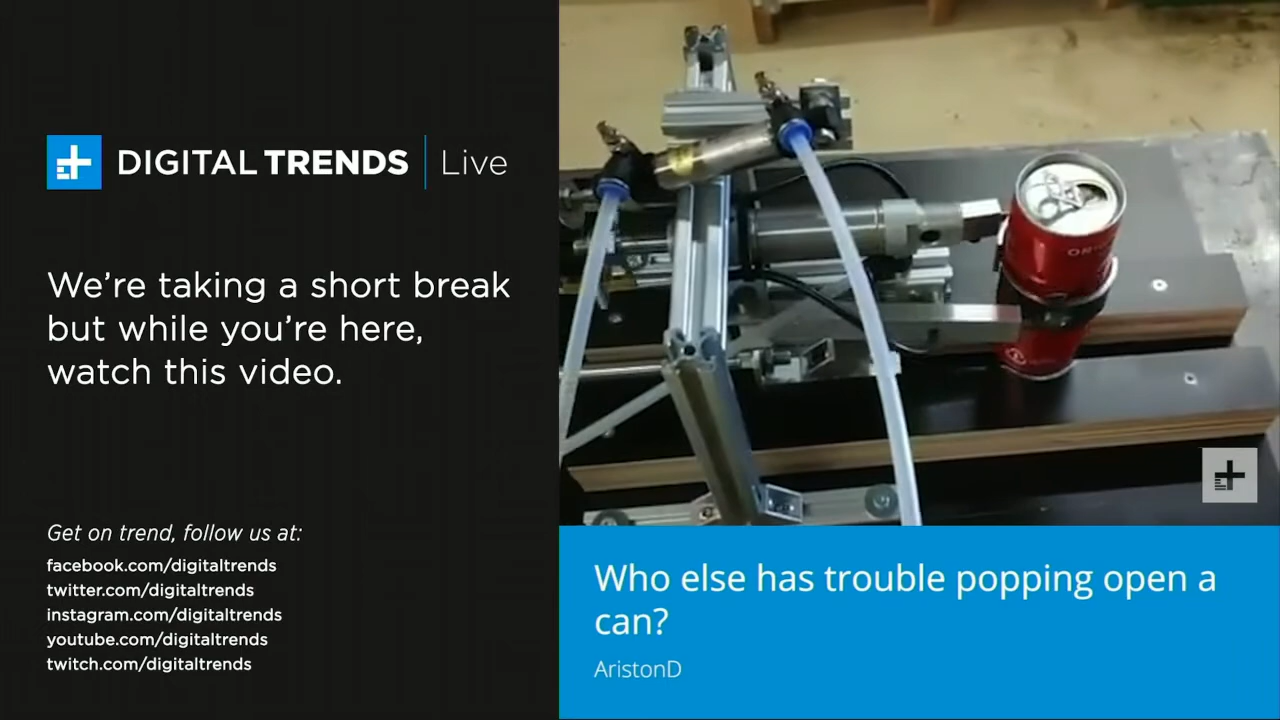 DIGITAL TRENDS | Live
We’re taking a short break
but while you’re here,
watch this video.
Get on trend, follow us at:
facebook.com/digitaltrends
twitter.com/digitaltrends
instagram.com/digitaltrends
youtube.com/digitaltrends
twitch.com/digitaltrends
Who else has trouble popping open a
can?
AristonD